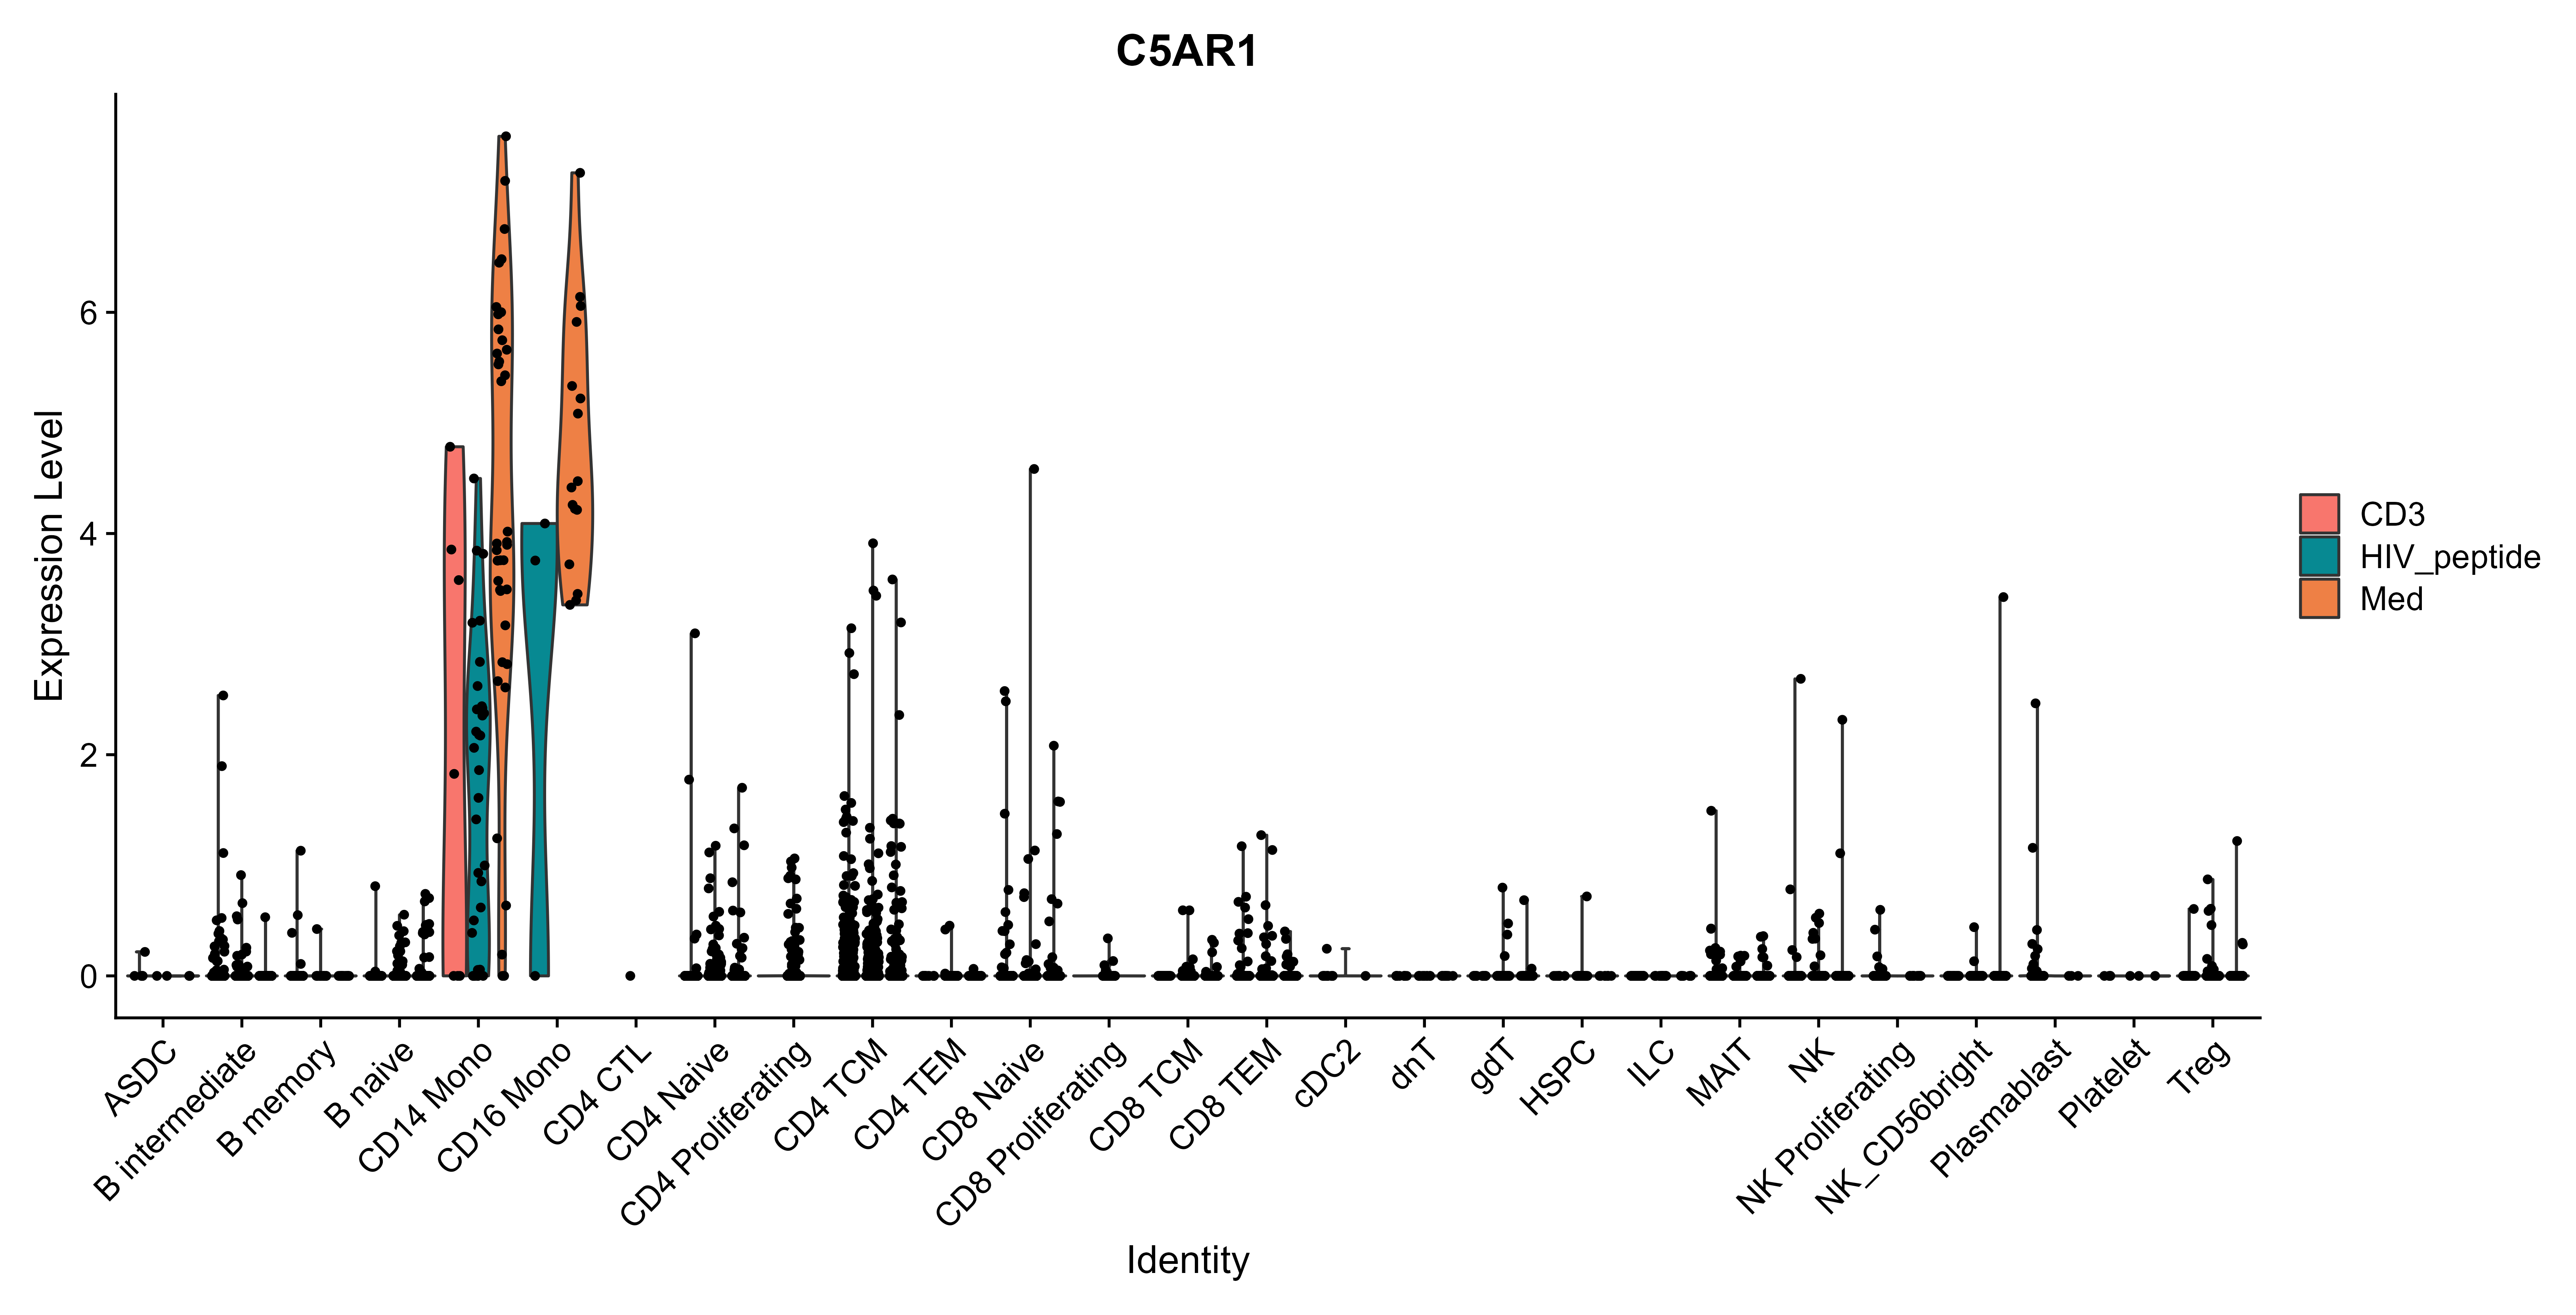 C5AR1
Expression Level
6
4
2
0
ASDC
B intermediate
B memory
B naive
CD14 Mono
CD16 Mono
CD4 CTL
CD4 Naive
CD4 Proliferating
CD4 TCM
CD4 TEM
CD8 Naive
CD8 Proliferating
CD8 TCM
CD8 TEM
cDC2
dnT
gdT
HSPC
ILC
MAIT
NK
NK Proliferating
NK_CD56bright
Plasmablast
Platelet
Treg
Identity
CD3
HIV_peptide
Med